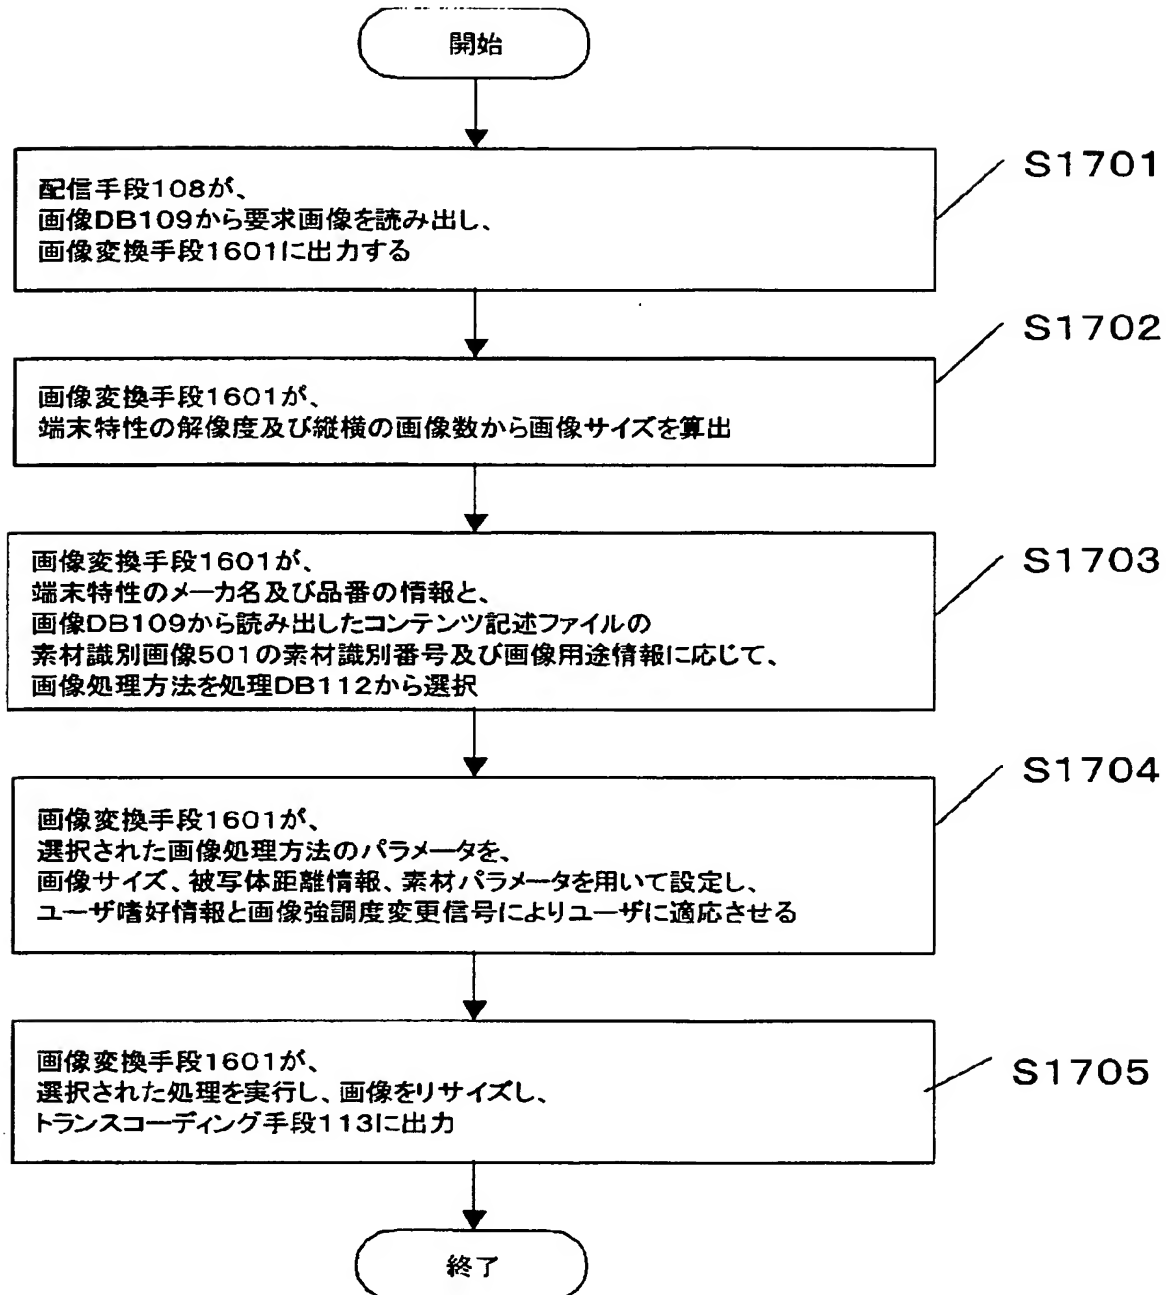 開始
配信手段108が、
画像DB109から要求画像を読み出し、
画像変換手段1601に出力する
S1701
画像変換手段1601が、
端末特性の解像度及び縦横の画像数から画像サイズを算出
S1702
画像変換手段1601が、
端末特性のメーカ名及び品番の情報と、
画像DB109から読み出したコンテンツ記述ファイルの
素材識別画像501の素材識別番号及び画像用途情報に応じて、
画像処理方法を処理DB112から選択
S1703
画像変換手段1601が、
選択された画像処理方法のパラメータを、
画像サイズ、被写体距離情報、素材パラメータを用いて設定し、
ユーザ嗜好情報と画像強調度変更信号によりユーザに適応させる
S1704
画像変換手段1601が、
選択された処理を実行し、画像をリサイズし、
トランスコーディング手段113に出力
S1705
終了